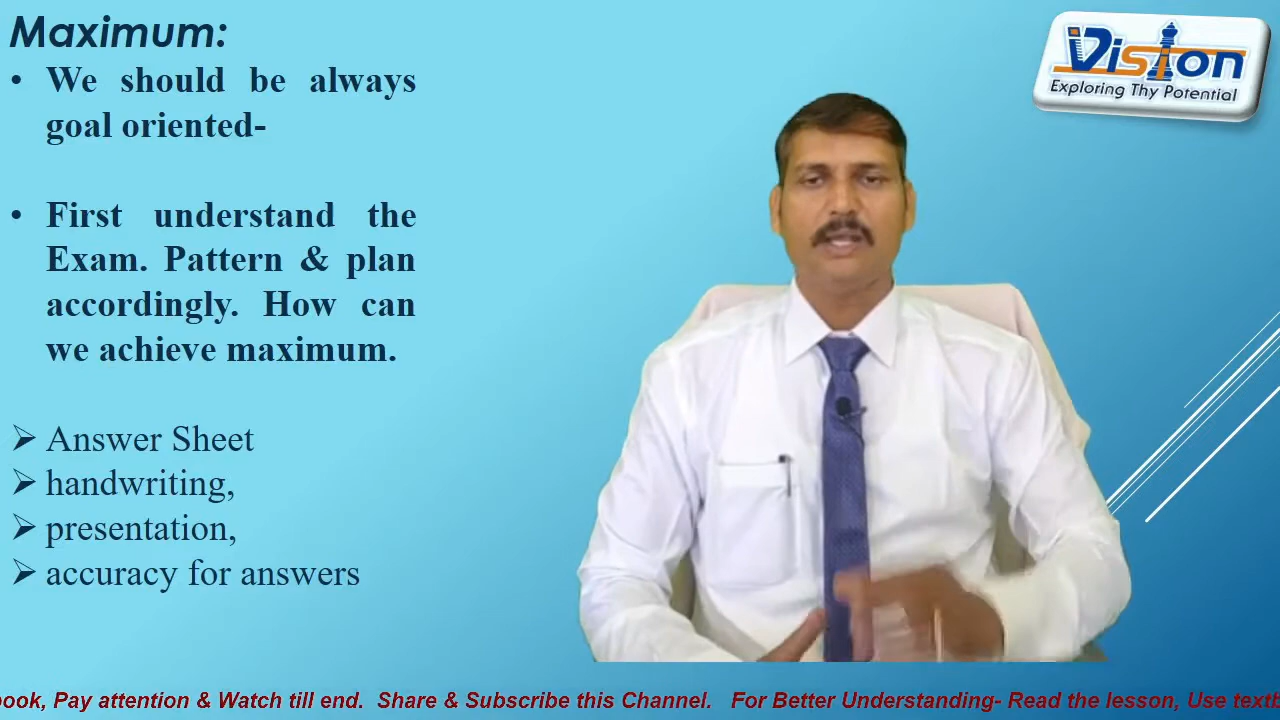 Maximum:
• We should be always
goal oriented-
• First understand the
Exam. Pattern & plan
accordingly. How can
we achieve maximum.
➢ Answer Sheet
➢ handwriting,
➢ presentation,
➢ accuracy for answers
Vision
Exploring Thy Potential
book, Pay attention & Watch till end. Share & Subscribe this Channel. For Better Understanding- Read the lesson, Use textb